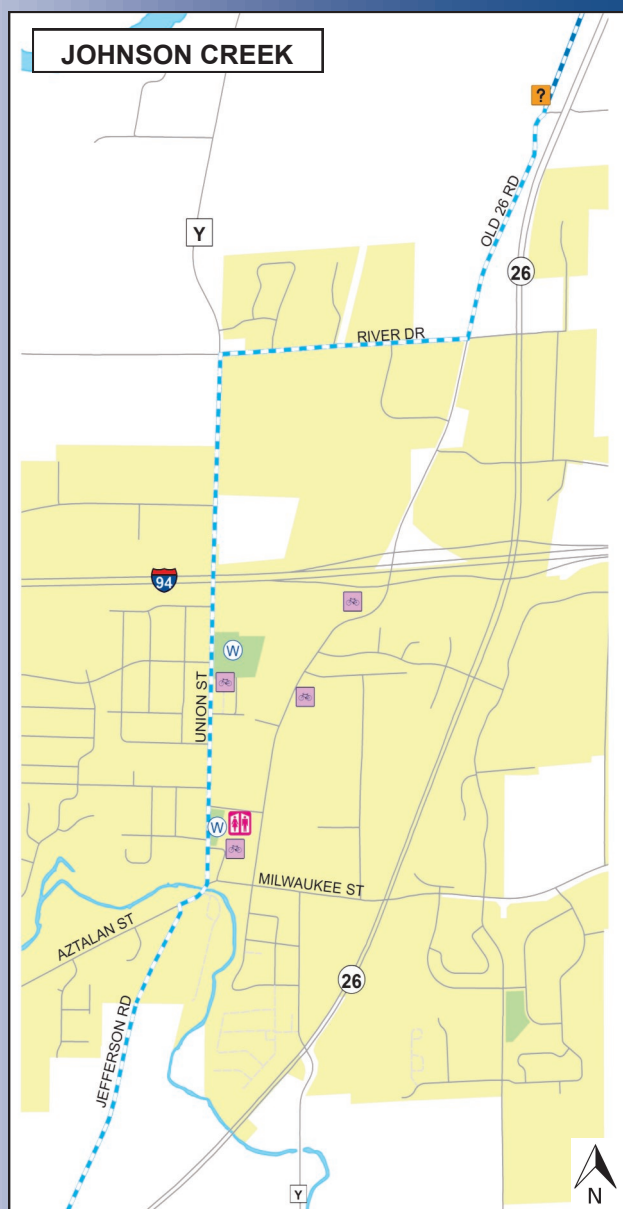 JOHNSON CREEK
?
OLD 26 RD
Y
26
RIVER DR
94
W
UNION ST
W
MILWAUKEE ST
AZTALAN ST
26
JEFFERSON RD
Y
N